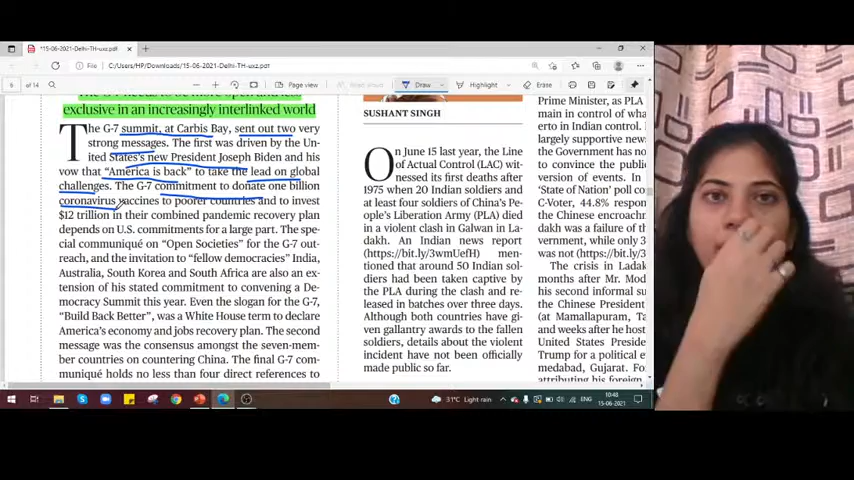 *15-06-2021-Delhi-TH-uxz.pdf
File
C:/Users/HP/Downloads/15-06-2021-Delhi-TH-uxz.pdf
6
of 14
Page view
Read aloud
Draw
Highlight
Erase
exclusive in an increasingly interlinked world
The G-7 summit, at Carbis Bay, sent out two very
strong messages. The first was driven by the Un-
ited States's new President Joseph Biden and his
vow that "America is back" to take the lead on global
challenges. The G-7 commitment to donate one billion
coronavirus vaccines to poorer countries and to invest
$12 trillion in their combined pandemic recovery plan
depends on U.S. commitments for a large part. The spe-
cial communiqué on "Open Societies" for the G-7 out-
reach, and the invitation to "fellow democracies" India,
Australia, South Korea and South Africa are also an ex-
tension of his stated commitment to convening a De-
mocracy Summit this year. Even the slogan for the G-7,
"Build Back Better", was a White House term to declare
America's economy and jobs recovery plan. The second
message was the consensus amongst the seven-mem-
ber countries on countering China. The final G-7 com-
muniqué holds no less than four direct references to
SUSHANT SINGH
On June 15 last year, the Line
of Actual Control (LAC) wit-
nessed its first deaths after
1975 when 20 Indian soldiers and
at least four soldiers of China's Peo-
ple's Liberation Army (PLA) died
in a violent clash in Galwan in La-
dakh. An Indian news report
(https://bit.ly/3wmUefH) men-
tioned that around 50 Indian sol-
diers had been taken captive by
the PLA during the clash and re-
leased in batches over three days.
Although both countries have gi-
ven gallantry awards to the fallen
soldiers, details about the violent
incident have not been officially
made public so far.
Prime Minister, as PLA
main in control of wha
erto in Indian control.
largely supportive news
the Government has no
to convince the public
version of events. In
'State of Nation' poll co
C-Voter, 44.8% respon
the Chinese encroachn
dakh was a failure of th
vernment, while only 3
was not (https://bit.ly/3
The crisis in Ladak
months after Mr. Mod
his second informal su
the Chinese President
(at Mamallapuram, Ta
and weeks after he host
United States Preside
Trump for a political e
medabad, Gujarat. For
attributing his foreign
31°C Light rain
ENG
10:48
15-06-2021